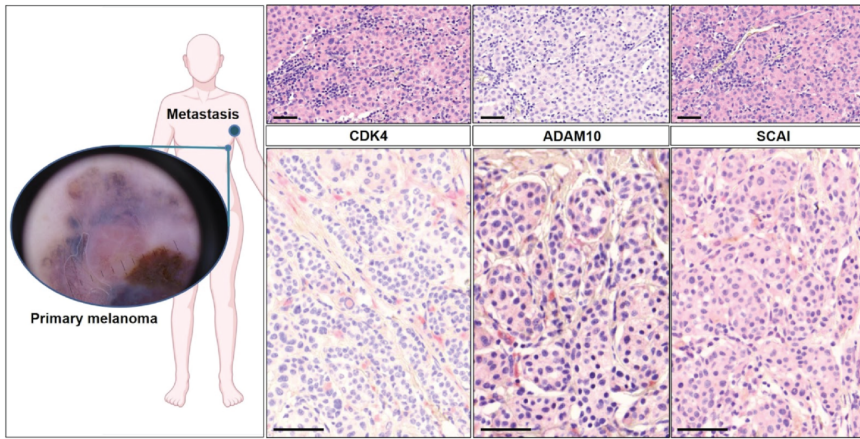 Metastasis
Primary melanoma
CDK4
ADAM10
SCAI